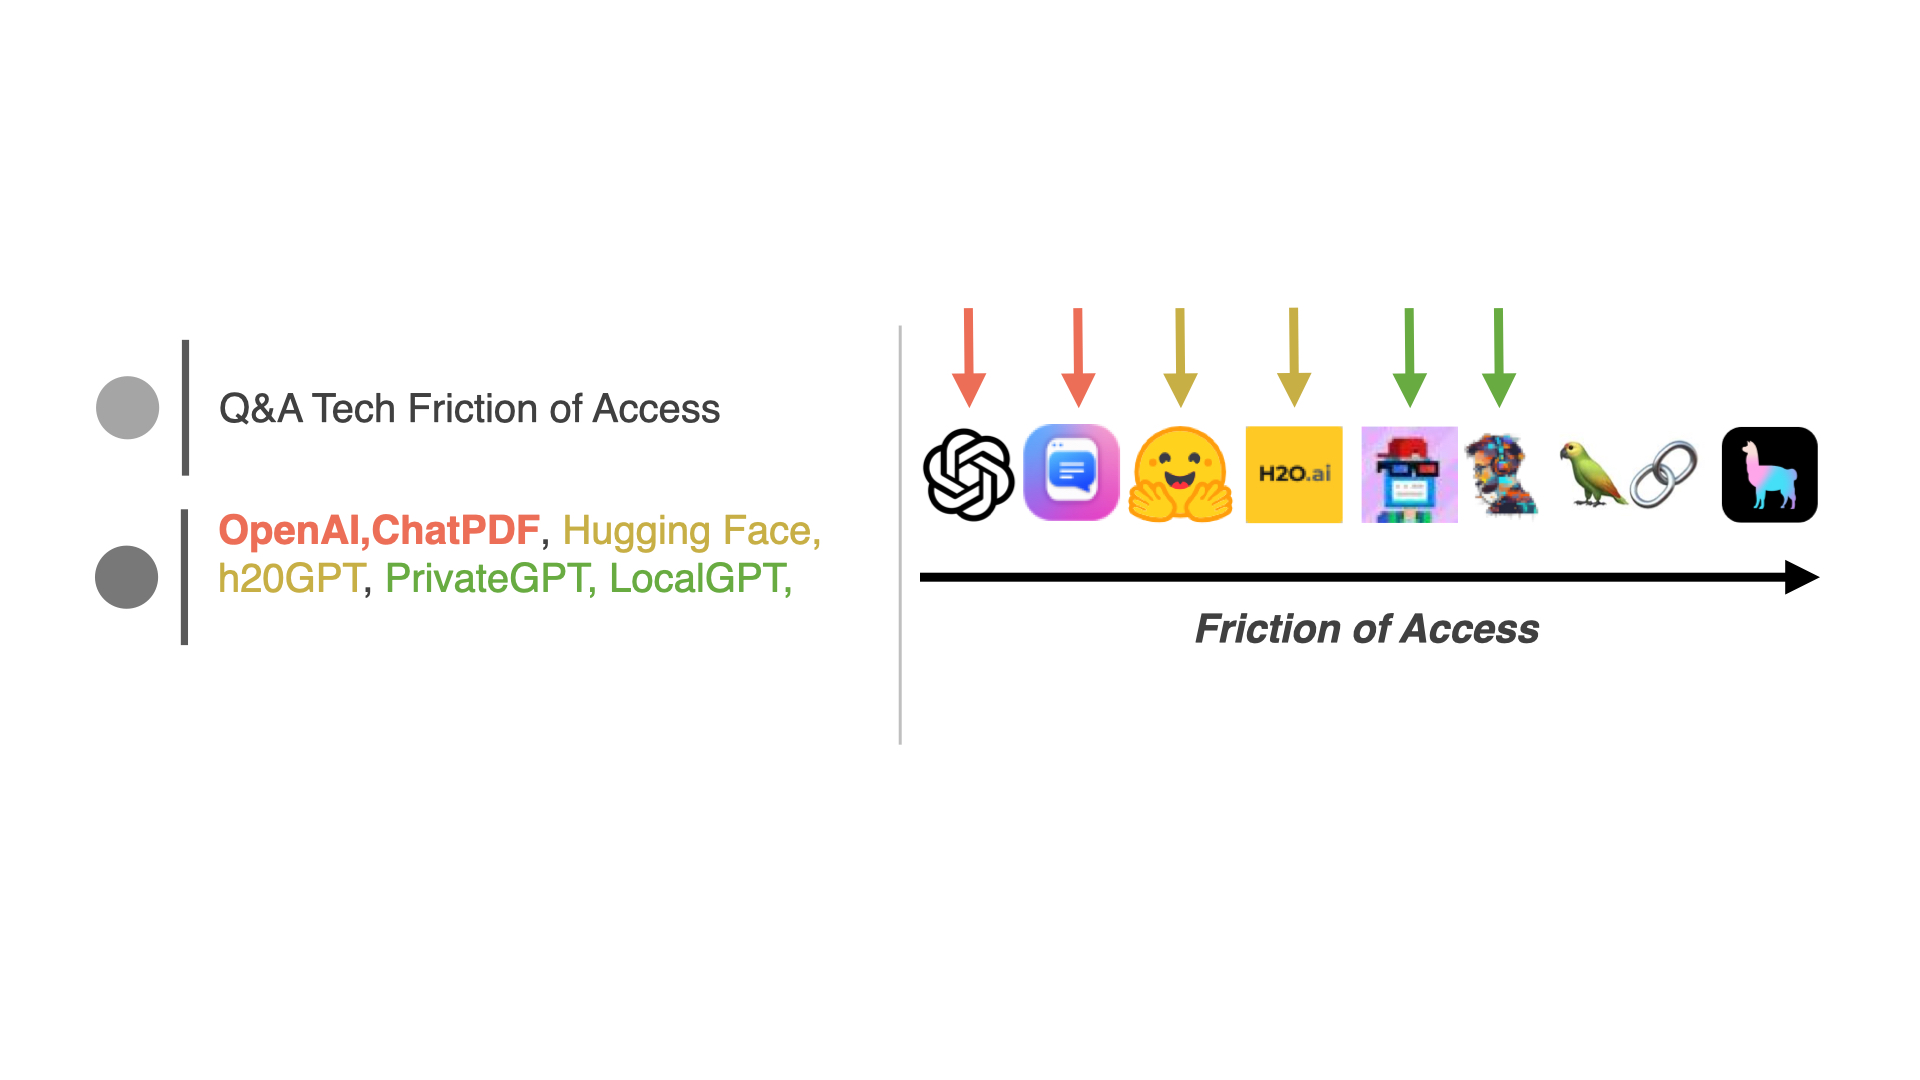 Q&A Tech Friction of Access
OpenAI,ChatPDF, Hugging Face,
h20GPT, PrivateGPT, LocalGPT,
H2O.ai
Friction of Access